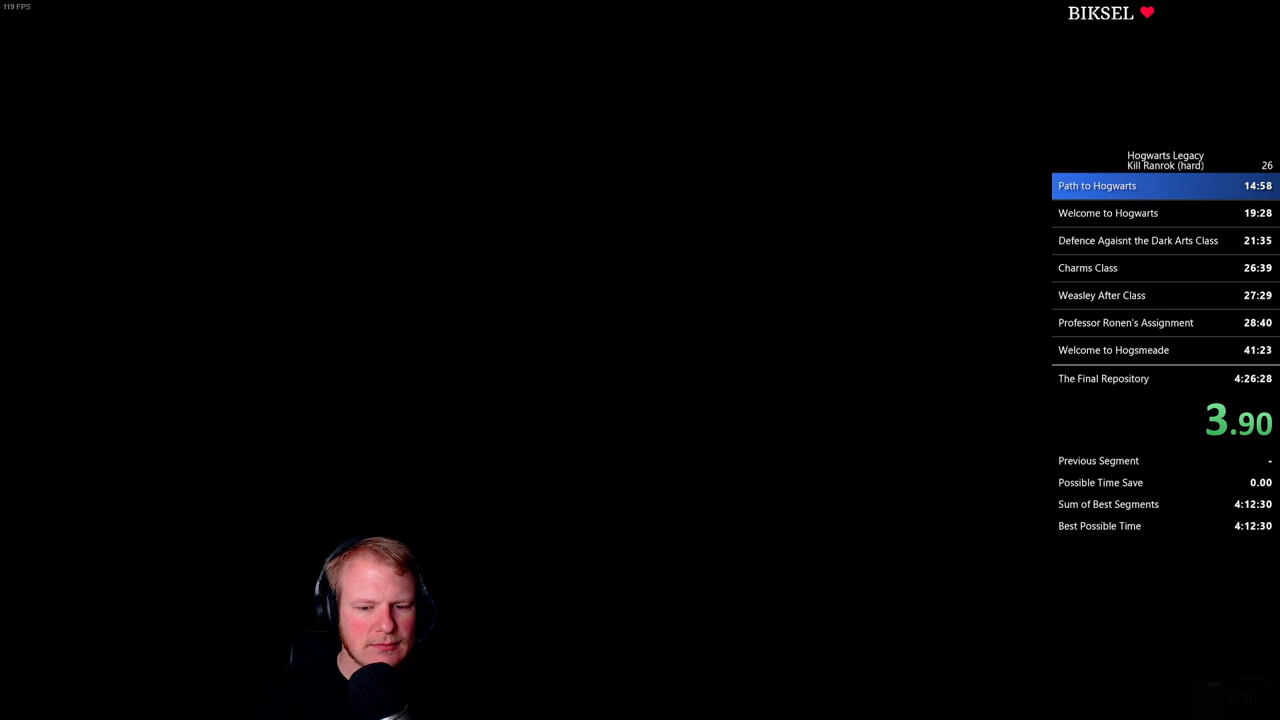 119 FPS
BIKSEL ❤
Hogwarts Legacy
Kill Ranrok (hard) 26
Path to Hogwarts 14:58
Welcome to Hogwarts 19:28
Defence Agaisnt the Dark Arts Class 21:35
Charms Class 26:39
Weasley After Class 27:29
Professor Ronen's Assignment 28:40
Welcome to Hogsmeade 41:23
The Final Repository 4:26:28
3.90
Previous Segment -
Possible Time Save 0.00
Sum of Best Segments 4:12:30
Best Possible Time 4:12:30